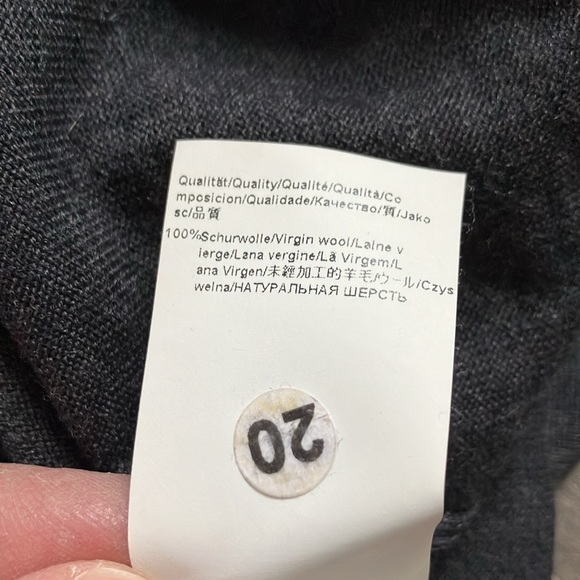 Qualität/Quality/Qualité/Qualità/Co
mposicion/Qualidade/Качество/質/Jako
sc/品質
100%Schurwolle/Virgin wool/Laine v
ierge/Lana vergine/Lã Virgem/L
ana Virgen/未經加工的羊毛/ウール/Czys
welna/НАТУРАЛЬНАЯ ШЕРСТЬ
20